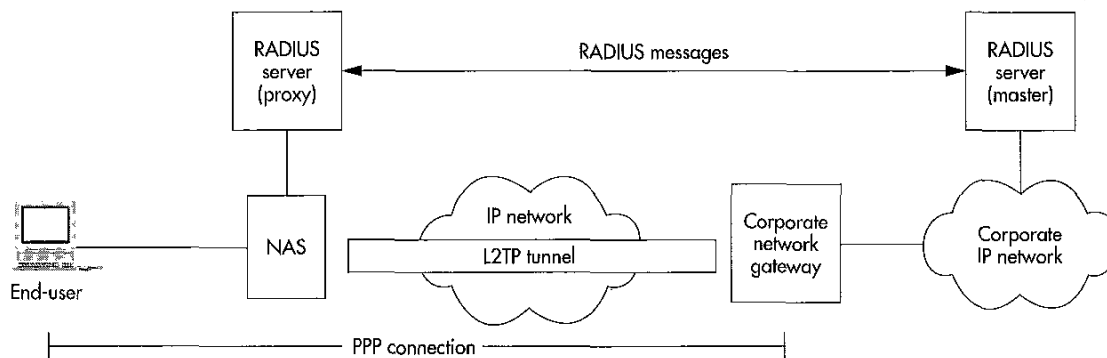 RADIUS
server
(proxy)
RADIUS messages
RADIUS
server
(master)
NAS
IP network
L2TP tunnel
Corporate
network
gateway
Corporate
IP network
End-user
PPP connection